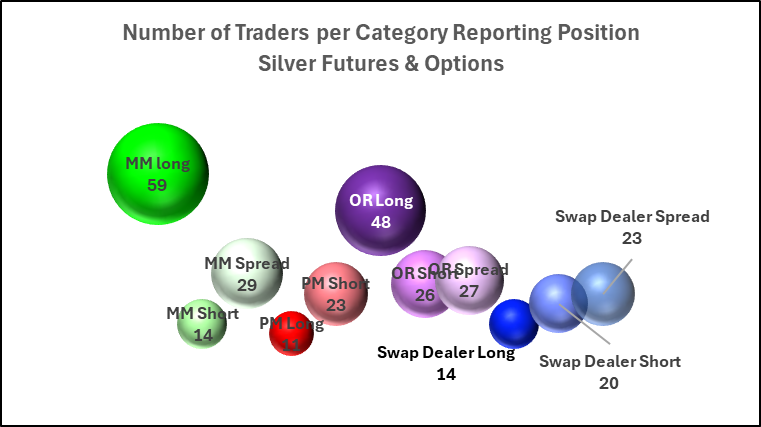 Number of Traders per Category Reporting Position
Silver Futures & Options
MM long
59
OR Long
48
Swap Dealer Spread
23
MM Spread
29
OR Short
26
OR Spread
27
PM Short
23
MM Short
14
PM Long
11
Swap Dealer Long
14
Swap Dealer Short
20